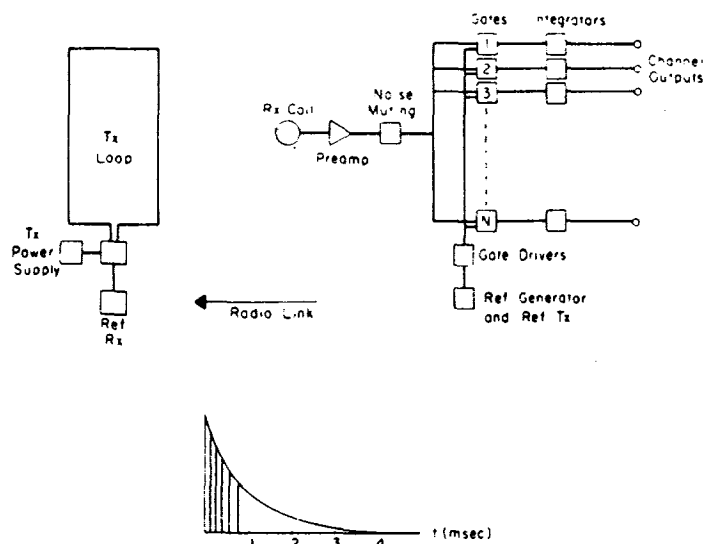 Gates Integrators
1
2
3
N
Channel
Outputs
Noise
Muting
Rx Coil
Preamp
Tx
Loop
Tx
Power
Supply
Ref
Rx
Radio Link
Gate Drivers
Ref Generator
and Ref Tx
1 2 3 4 t (msec)